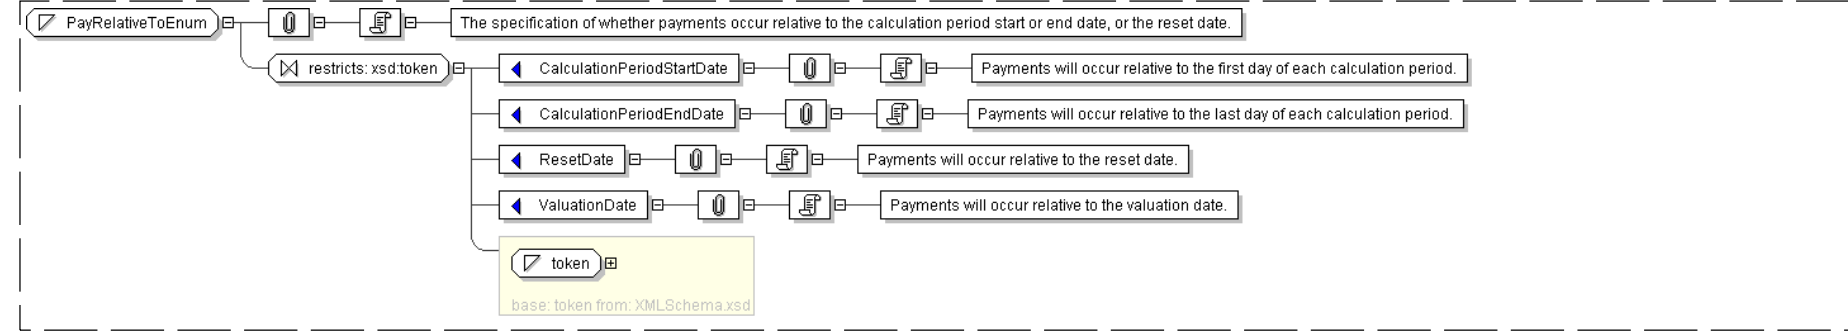 PayRelativeToEnum The specification of whether payments occur relative to the calculation period start or end date, or the reset date.
restricts: xsd:token CalculationPeriodStartDate Payments will occur relative to the first day of each calculation period.
CalculationPeriodEndDate Payments will occur relative to the last day of each calculation period.
ResetDate Payments will occur relative to the reset date.
ValuationDate Payments will occur relative to the valuation date.
token
base: token from: XMLSchema.xsd